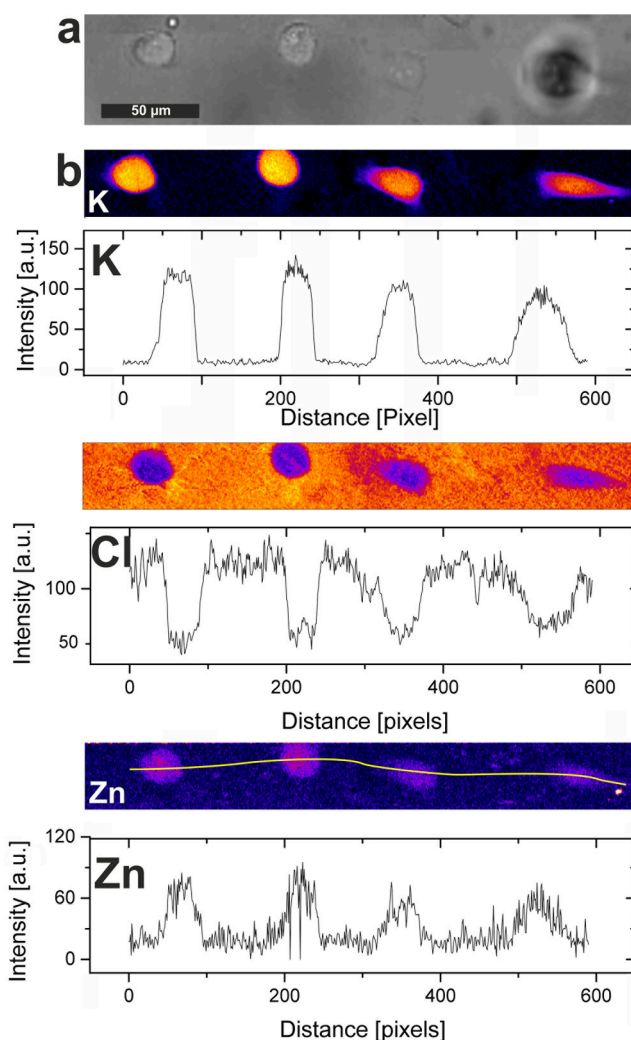 a
50 µm
b
K
K
Intensity [a.u.]
150
100
50
0
0
200
400
600
Distance [Pixel]
Cl
Intensity [a.u.]
100
50
0
200
400
600
Distance [pixels]
Zn
Zn
Intensity [a.u.]
120
60
0
0
200
400
600
Distance [pixels]